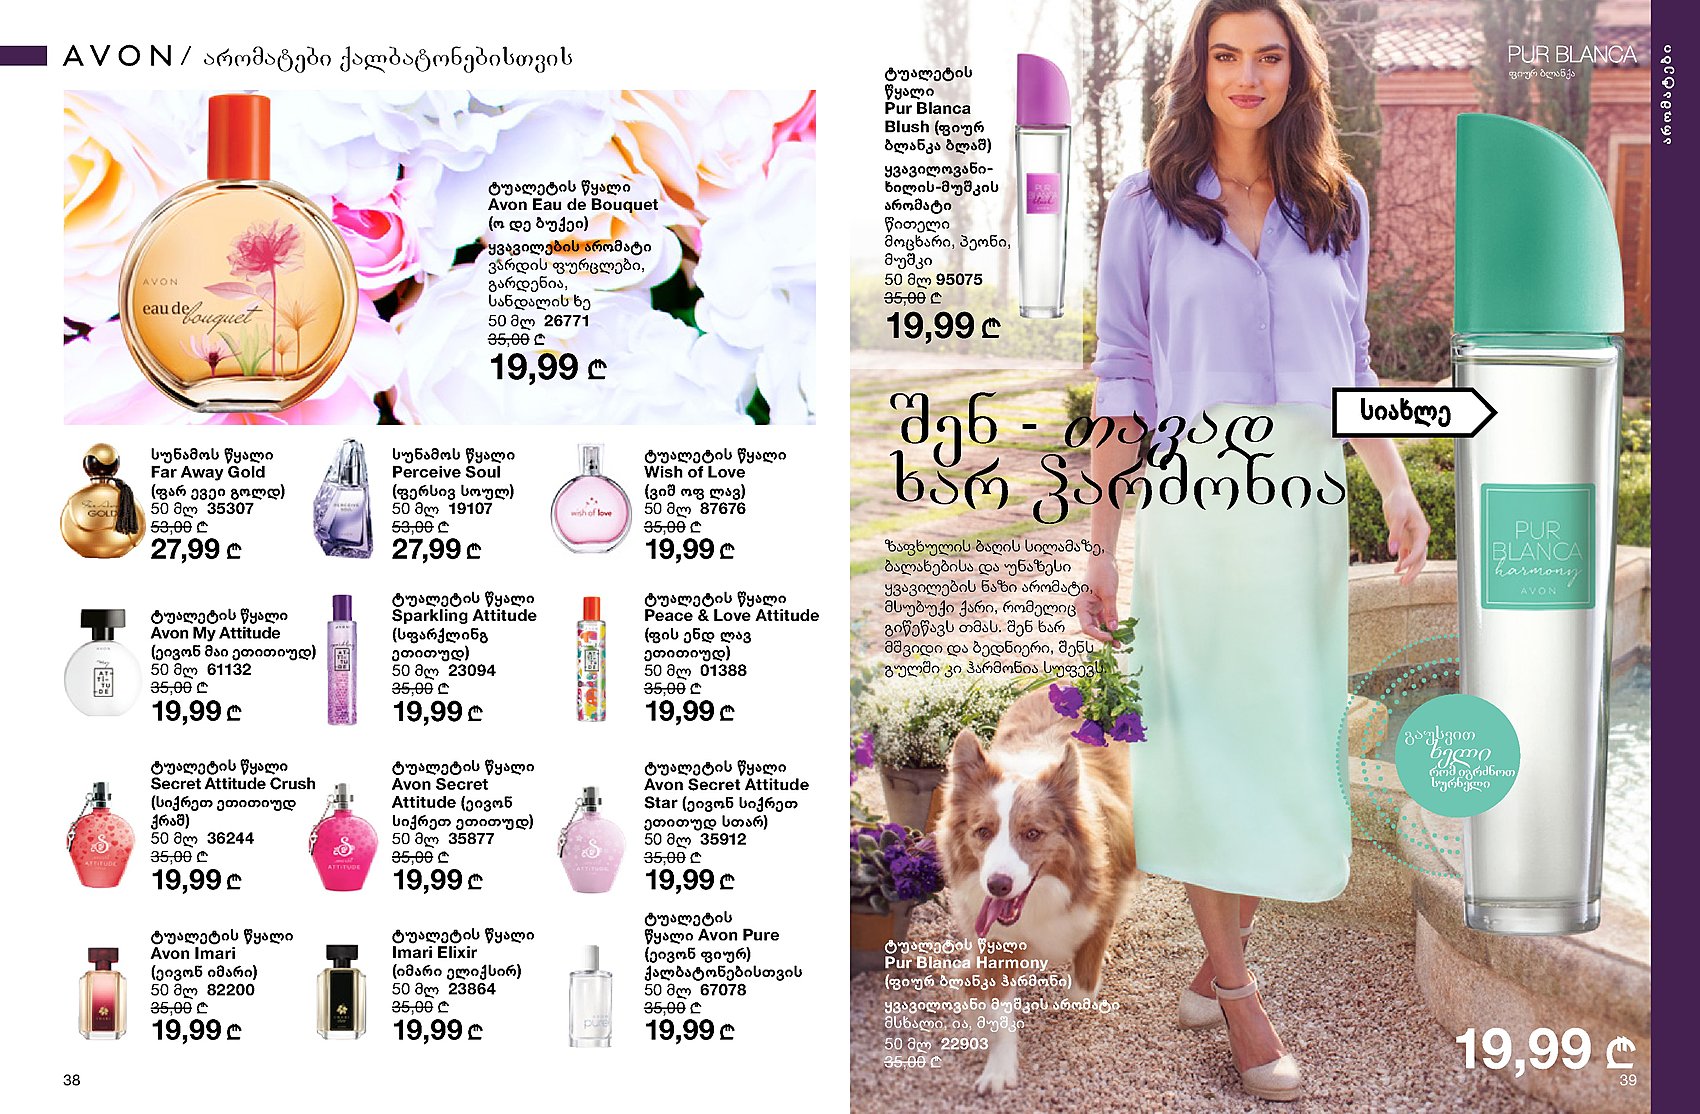 AVON/ არომატები ქალბატონებისთვის
AVON
eau de
bouquet
ტუალეტის წყალი
Avon Eau de Bouquet
(ო დე ბუქეი)
ყვავილების არომატი
ვარდის ფურცლები,
გარდენია,
სანდალის ხე
50 მლ 26771
35,00 ₾
19,99 ₾
სუნამოს წყალი
Far Away Gold
(ფარ ევეი გოლდ)
50 მლ 35307
53,00 ₾
27,99 ₾
სუნამოს წყალი
Perceive Soul
(ფერსივ სოულ)
50 მლ 19107
53,00 ₾
27,99 ₾
wish of love
ტუალეტის წყალი
Wish of Love
(ვიშ ოფ ლავ)
50 მლ 87676
35,00 ₾
19,99 ₾
ტუალეტის წყალი
Avon My Attitude
(ეივონ მაი ეთითიუდ)
50 მლ 61132
35,00 ₾
19,99 ₾
ტუალეტის წყალი
Sparkling Attitude
(სფარქლინგ
ეთითუდ)
50 მლ 23094
35,00 ₾
19,99 ₾
ტუალეტის წყალი
Peace & Love Attitude
(ფის ენდ ლავ
ეთითიუდ)
50 მლ 01388
35,00 ₾
19,99 ₾
ტუალეტის წყალი
Secret Attitude Crush
(სიქრეთ ეთითიუდ
ქრაშ)
50 მლ 36244
35,00 ₾
19,99 ₾
ტუალეტის წყალი
Avon Secret
Attitude (ეივონ
სიქრეთ ეთითუდ)
50 მლ 35877
35,00 ₾
19,99 ₾
ტუალეტის წყალი
Avon Secret Attitude
Star (ეივონ სიქრეთ
ეთითუდ სთარ)
50 მლ 35912
35,00 ₾
19,99 ₾
ტუალეტის წყალი
Avon Imari
(ეივონ იმარი)
50 მლ 82200
35,00 ₾
19,99 ₾
ტუალეტის წყალი
Imari Elixir
(იმარი ელიქსირ)
50 მლ 23864
35,00 ₾
19,99 ₾
ტუალეტის
წყალი Avon Pure
(ეივონ ფიურ)
ქალბატონებისთვის
50 მლ 67078
35,00 ₾
19,99 ₾
38
ტუალეტის
წყალი
Pur Blanca
Blush (ფიურ
ბლანკა ბლაშ)
ყვავილოვანი-
ხილის-მუშკის
არომატი
წითელი
მოცხარი, პეონი,
მუშკი
50 მლ 95075
35,00 ₾
19,99 ₾
PUR
BLANCA
blush
AVON
PUR BLANCA
ფიურ ბლანკა
არომატები
შენ - თავად
ხარ ჰარმონია
სიახლე
ზაფხულის ბაღის სილამაზე,
ბალახებისა და უნაზესი
ყვავილების ნაზი არომატი,
მსუბუქი ქარი, რომელიც
გიწეწავს თმას. შენ ხარ
მშვიდი და ბედნიერი, შენს
გულში კი ჰარმონია სუფევს.
PUR
BLANCA
harmony
AVON
გაუსვით
ხელი
რომ იგრძნოთ
სურნელი
ტუალეტის წყალი
Pur Blanca Harmony
(ფიურ ბლანკა ჰარმონი)
ყვავილოვანი მუშკის არომატი
მსხალი, ია, მუშკი
50 მლ 22903
35,00 ₾
19,99 ₾
39